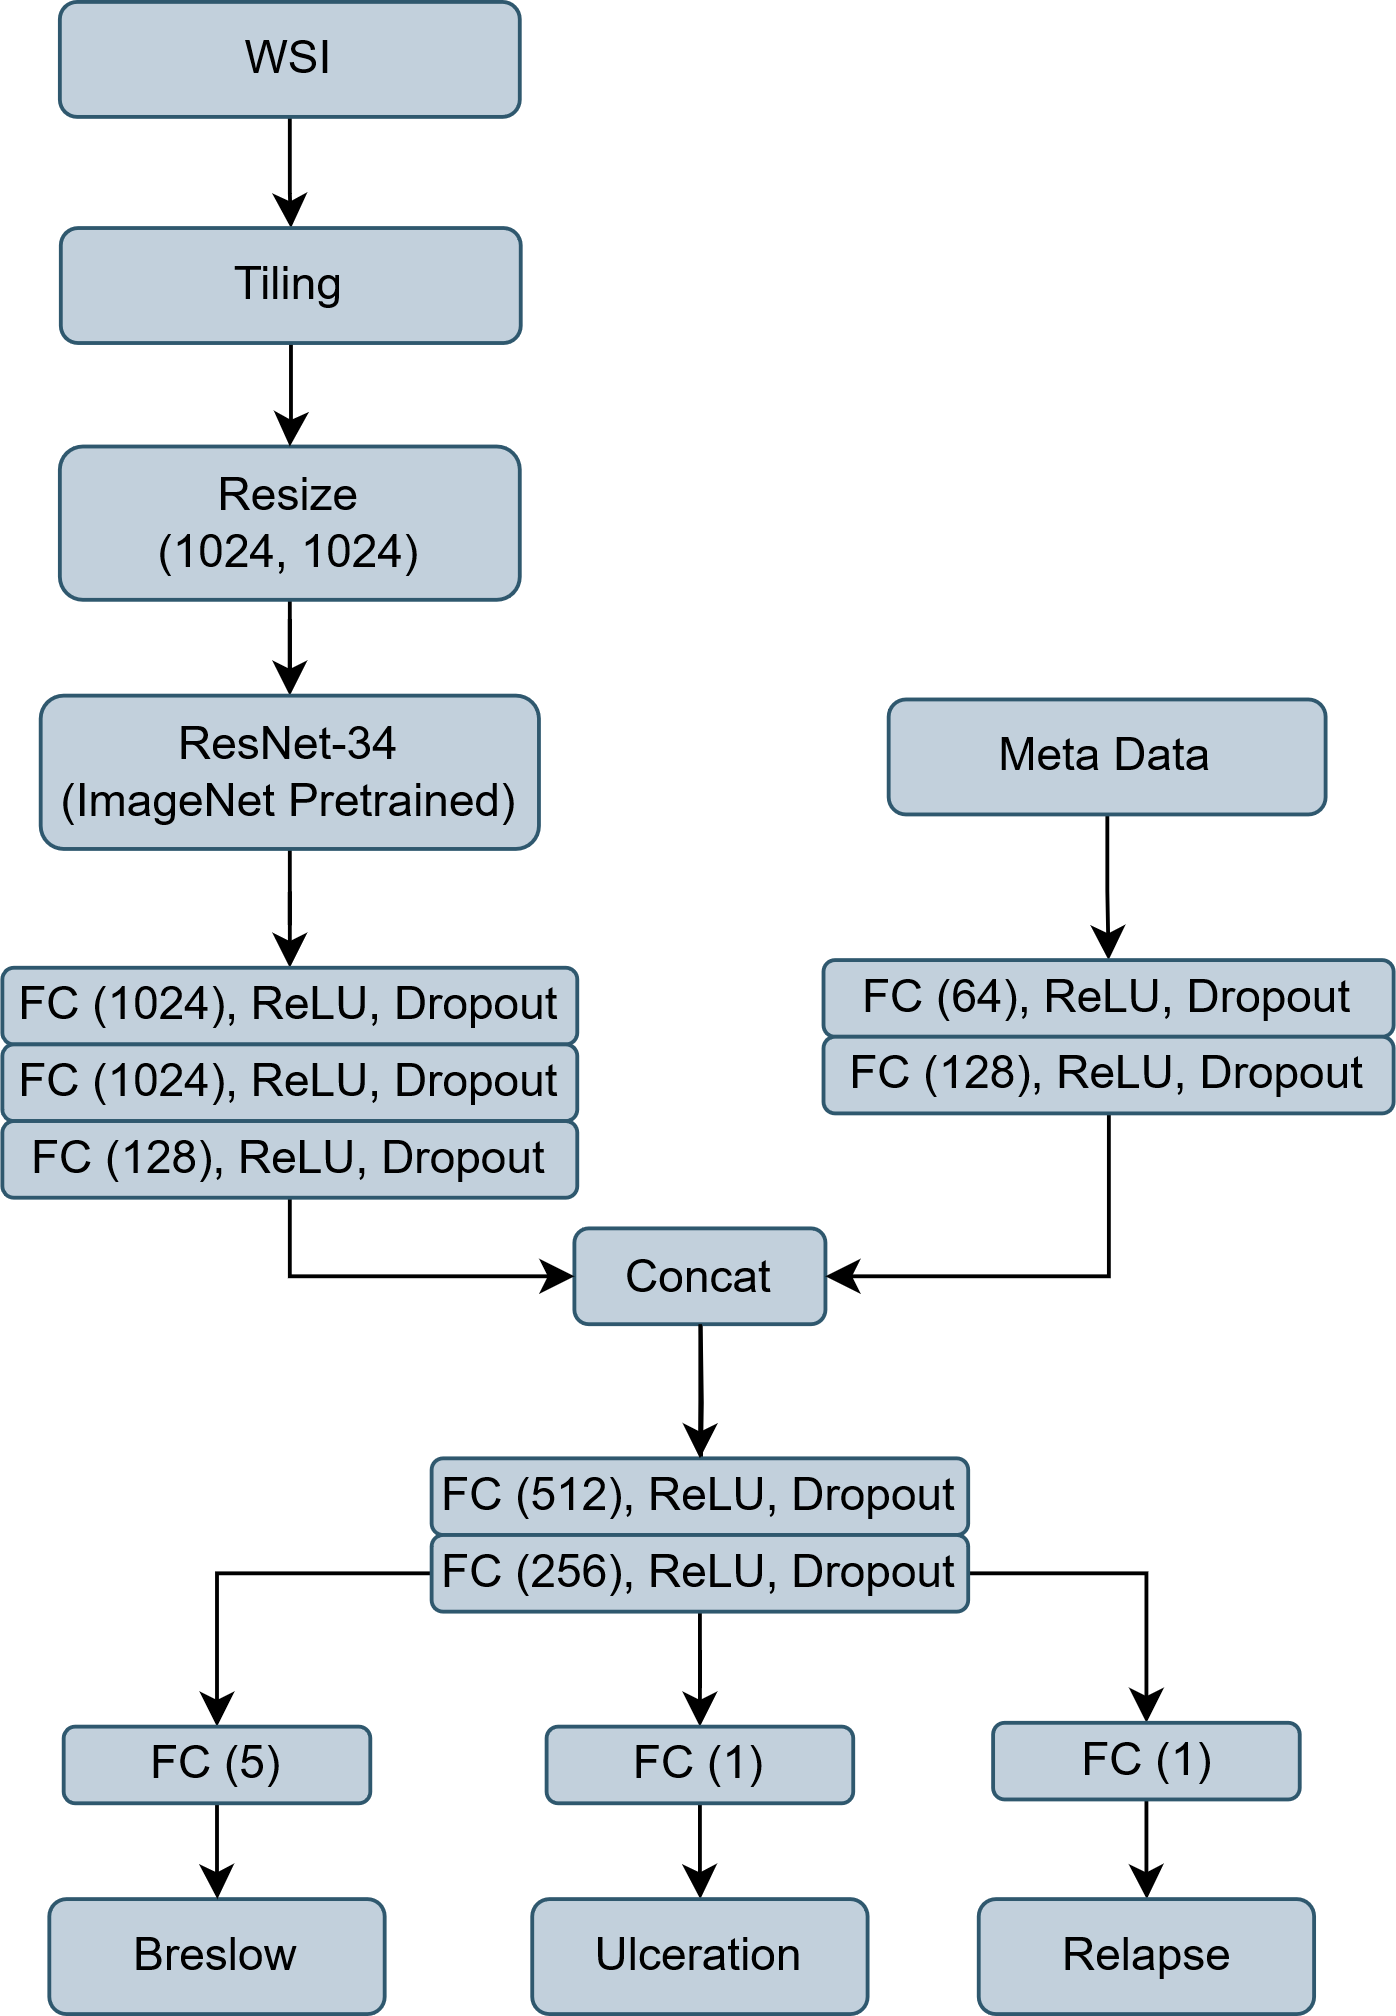 WSI
Tiling
Resize
(1024, 1024)
ResNet-34
(ImageNet Pretrained)
Meta Data
FC (1024), ReLU, Dropout
FC (1024), ReLU, Dropout
FC (128), ReLU, Dropout
FC (64), ReLU, Dropout
FC (128), ReLU, Dropout
Concat
FC (512), ReLU, Dropout
FC (256), ReLU, Dropout
FC (5)
FC (1)
FC (1)
Breslow
Ulceration
Relapse